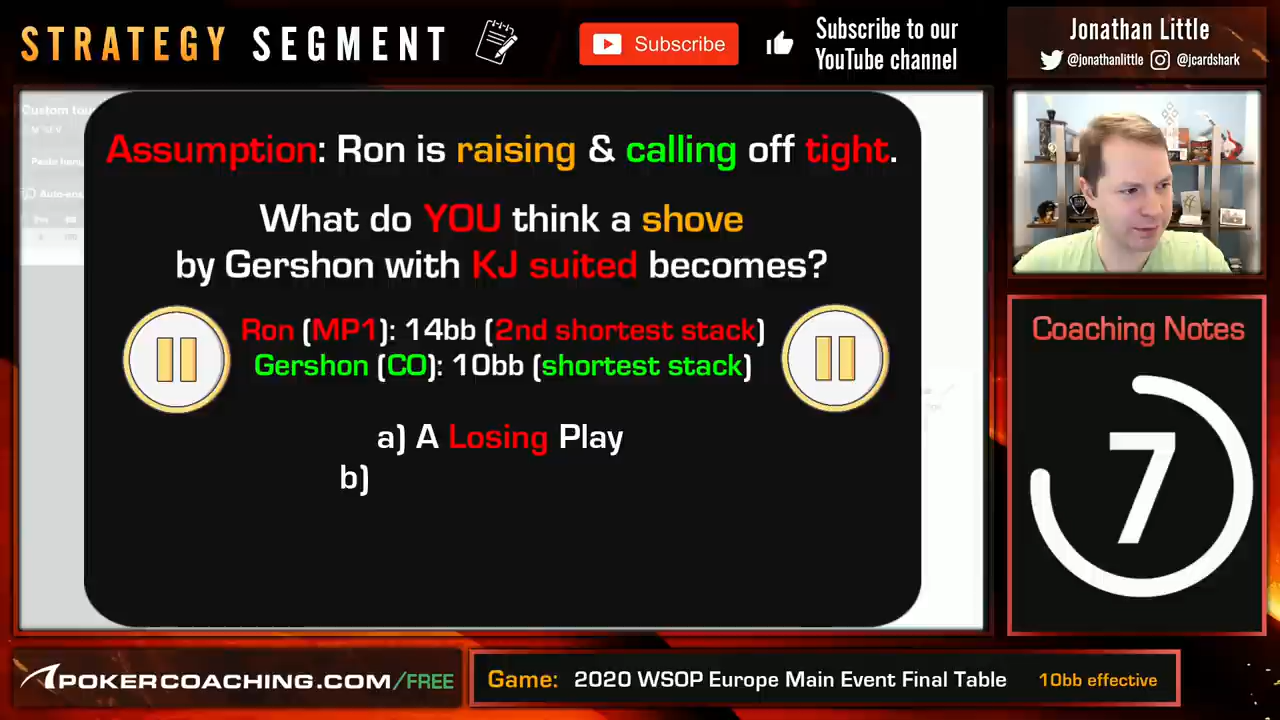 STRATEGY SEGMENT
Subscribe
Subscribe to our
YouTube channel
Jonathan Little
@jonathanlittle @jcardshark
Custom tou
Assumption: Ron is raising & calling off tight.
What do YOU think a shove
by Gershon with KJ suited becomes?
Ron (MP1): 14bb (2nd shortest stack)
Gershon (CO): 10bb (shortest stack)
a) A Losing Play
b)
Coaching Notes
7
POKERCOACHING.COM/FREE
Game: 2020 WSOP Europe Main Event Final Table 10bb effective